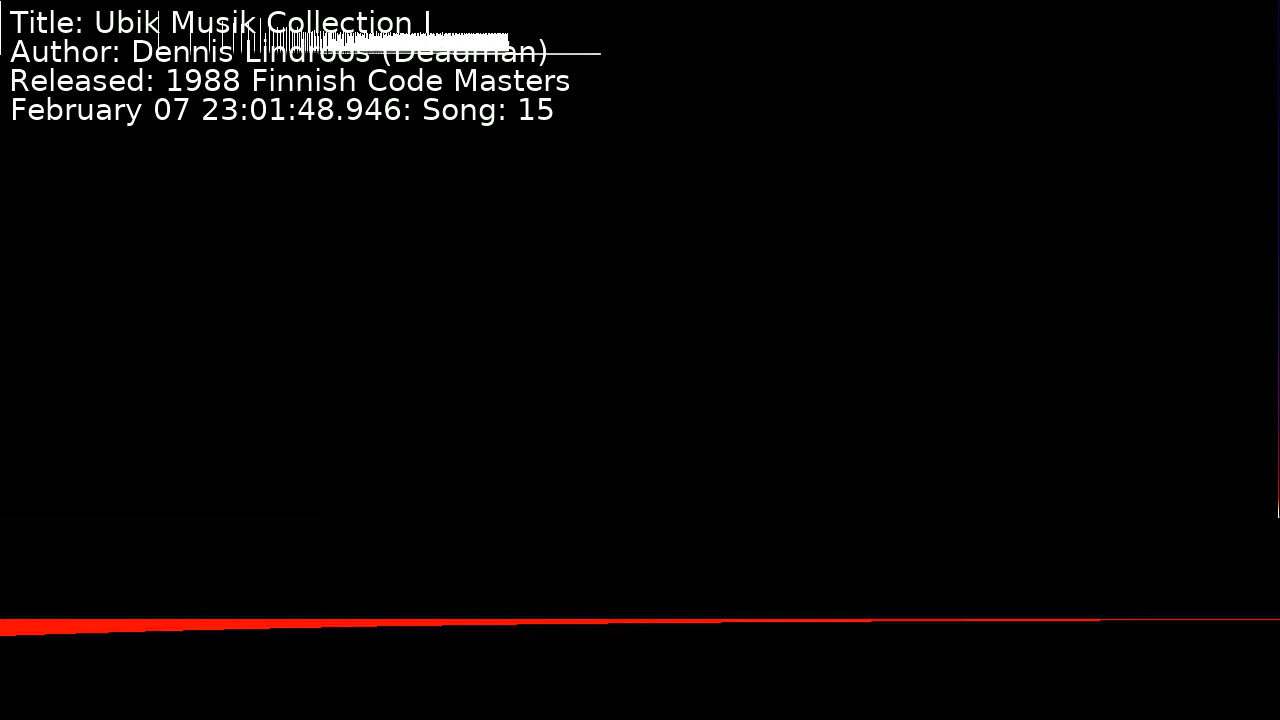 Title: Ubik Musik Collection I
Author: Dennis Lindroos (Deadman)
Released: 1988 Finnish Code Masters
February 07 23:01:48.946: Song: 15